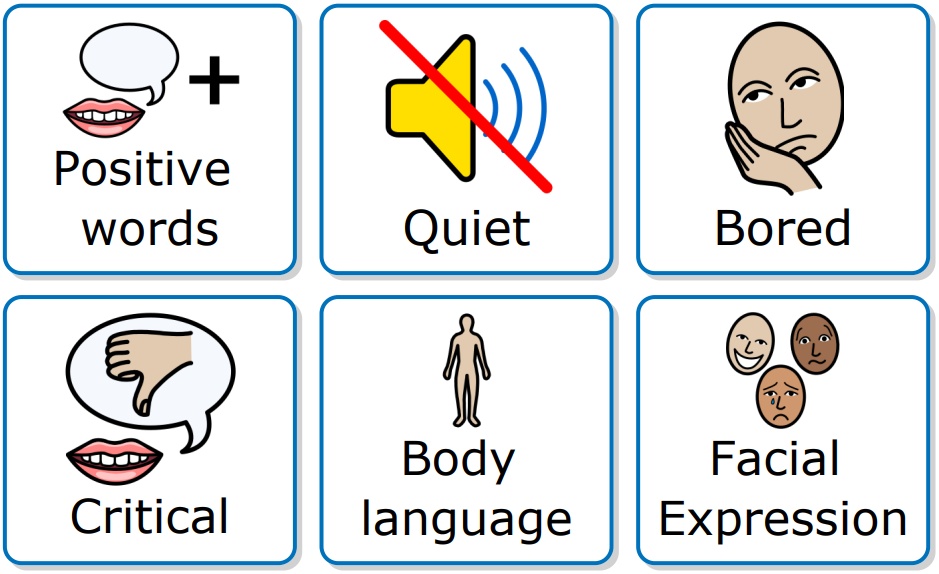 +
Positive
words
Quiet
Bored
Critical
Body
language
Facial
Expression